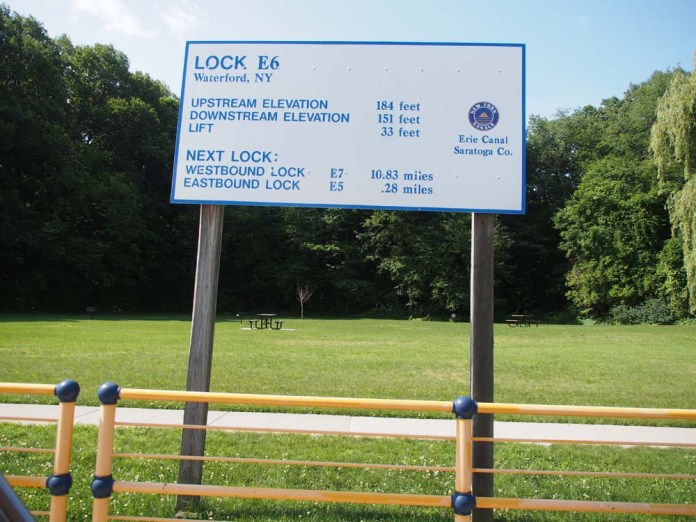 LOCK E6
Waterford, NY
UPSTREAM ELEVATION 184 feet
DOWNSTREAM ELEVATION 151 feet
LIFT 33 feet
NEW YORK
Erie Canal
Saratoga Co.
NEXT LOCK:
WESTBOUND LOCK E7 10.83 miles
EASTBOUND LOCK E5 .28 miles